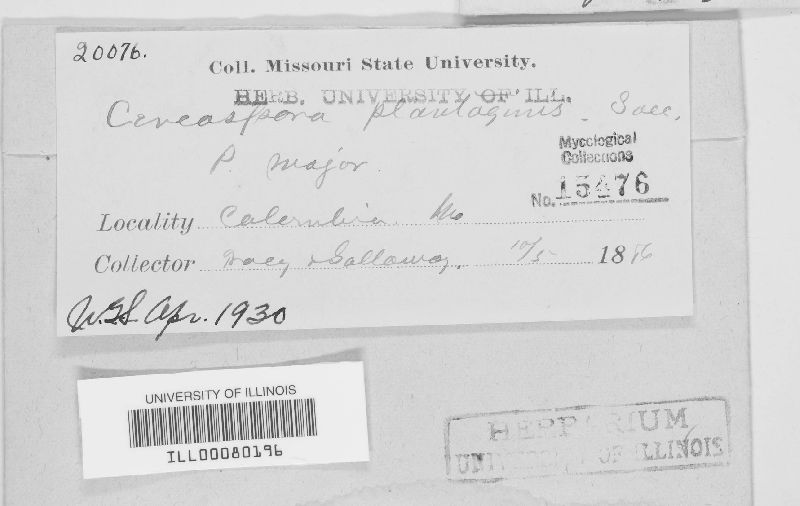 20076.
Coll. Missouri State University.
HERB. UNIVERSITY OF ILL.
Cercospora plantaginis. Sacc.
P. major.
Mycological
Collections
No. 15476
Locality Columbia Mo
Collector Tracy & Galloway. 10/5 1886
W.G.S. Apr. 1930
UNIVERSITY OF ILLINOIS
ILL00080196
HERBARIUM
UNIVERSITY OF ILLINOIS